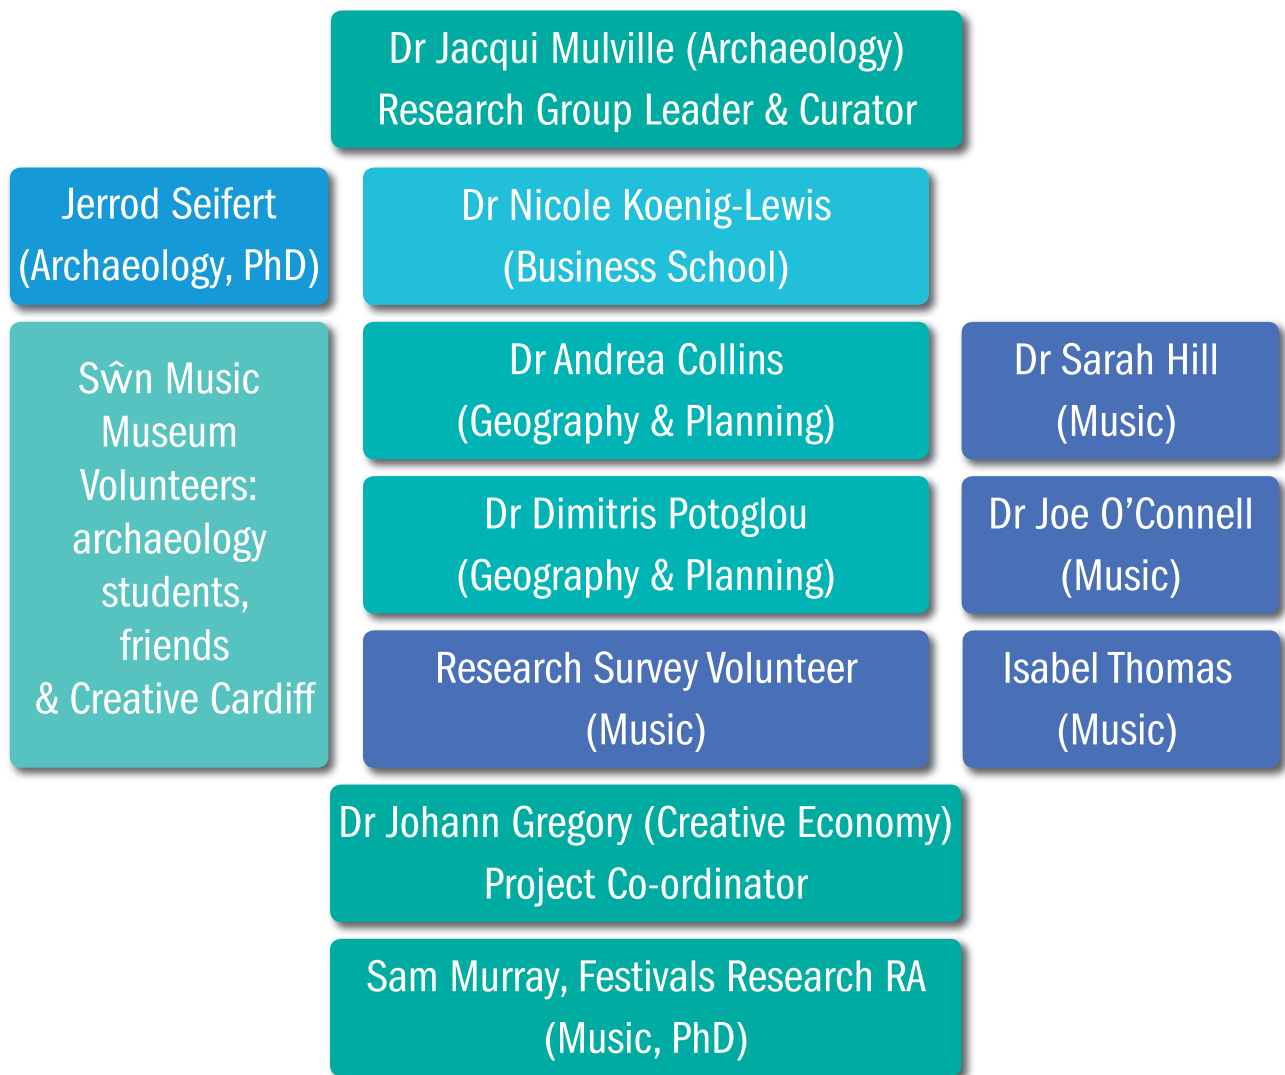 Dr Jacqui Mulville (Archaeology)
Research Group Leader & Curator
Jerrod Seifert
(Archaeology, PhD)
Dr Nicole Koenig-Lewis
(Business School)
Sŵn Music
Museum
Volunteers:
archaeology
students,
friends
& Creative Cardiff
Dr Andrea Collins
(Geography & Planning)
Dr Sarah Hill
(Music)
Dr Dimitris Potoglou
(Geography & Planning)
Dr Joe O’Connell
(Music)
Research Survey Volunteer
(Music)
Isabel Thomas
(Music)
Dr Johann Gregory (Creative Economy)
Project Co-ordinator
Sam Murray, Festivals Research RA
(Music, PhD)